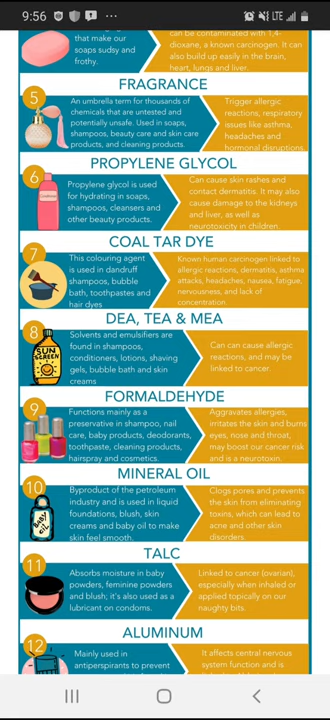 9:56
LTE
that make our
soaps sudsy and
frothy.
can be contaminated with 1,4-
dioxane, a known carcinogen. It can
also build up easily in the brain,
heart, lungs and liver.
FRAGRANCE
5
An umbrella term for thousands of
chemicals that are untested and
potentially unsafe. Used in soaps,
shampoos, beauty care and skin care
products, and cleaning products.
Trigger allergic
reactions, respiratory
issues like asthma,
headaches and
hormonal disruptions
PROPYLENE GLYCOL
6
Propylene glycol is used
for hydrating in soaps,
shampoos, cleansers and
other beauty products.
Can cause skin rashes and
contact dermatitis. It may also
cause damage to the kidneys
and liver, as well as
neurotoxicity in children.
COAL TAR DYE
7
This colouring agent
is used in dandruff
shampoos, bubble
bath, toothpastes and
hair dyes
Known human carcinogen linked to
allergic reactions, dermatitis, asthma
attacks, headaches, nausea, fatigue,
nervousness, and lack of
concentration.
DEA, TEA & MEA
8
SUN
SCREEN
Solvents and emulsifiers are
found in shampoos,
conditioners, lotions, shaving
gels, bubble bath and skin
creams
Can can cause allergic
reactions, and may be
linked to cancer.
FORMALDEHYDE
9
Functions mainly as a
preservative in shampoo, nail
care, baby products, deodorants,
toothpaste, cleaning products,
hairspray and cosmetics.
Aggravates allergies,
irritates the skin and burns
eyes, nose and throat,
may boost our cancer risk
and is a neurotoxin.
MINERAL OIL
10
BABY
OIL
Byproduct of the petroleum
industry and is used in liquid
foundations, blush, skin
creams and baby oil to make
skin feel smooth.
Clogs pores and prevents
the skin from eliminating
toxins, which can lead to
acne and other skin
disorders.
TALC
11
Absorbs moisture in baby
powders, feminine powders
and blush; it's also used as a
lubricant on condoms.
Linked to cancer (ovarian),
especially when inhaled or
applied topically on our
naughty bits.
ALUMINUM
12
Mainly used in
antiperspirants to prevent
It affects central nervous
system function and is